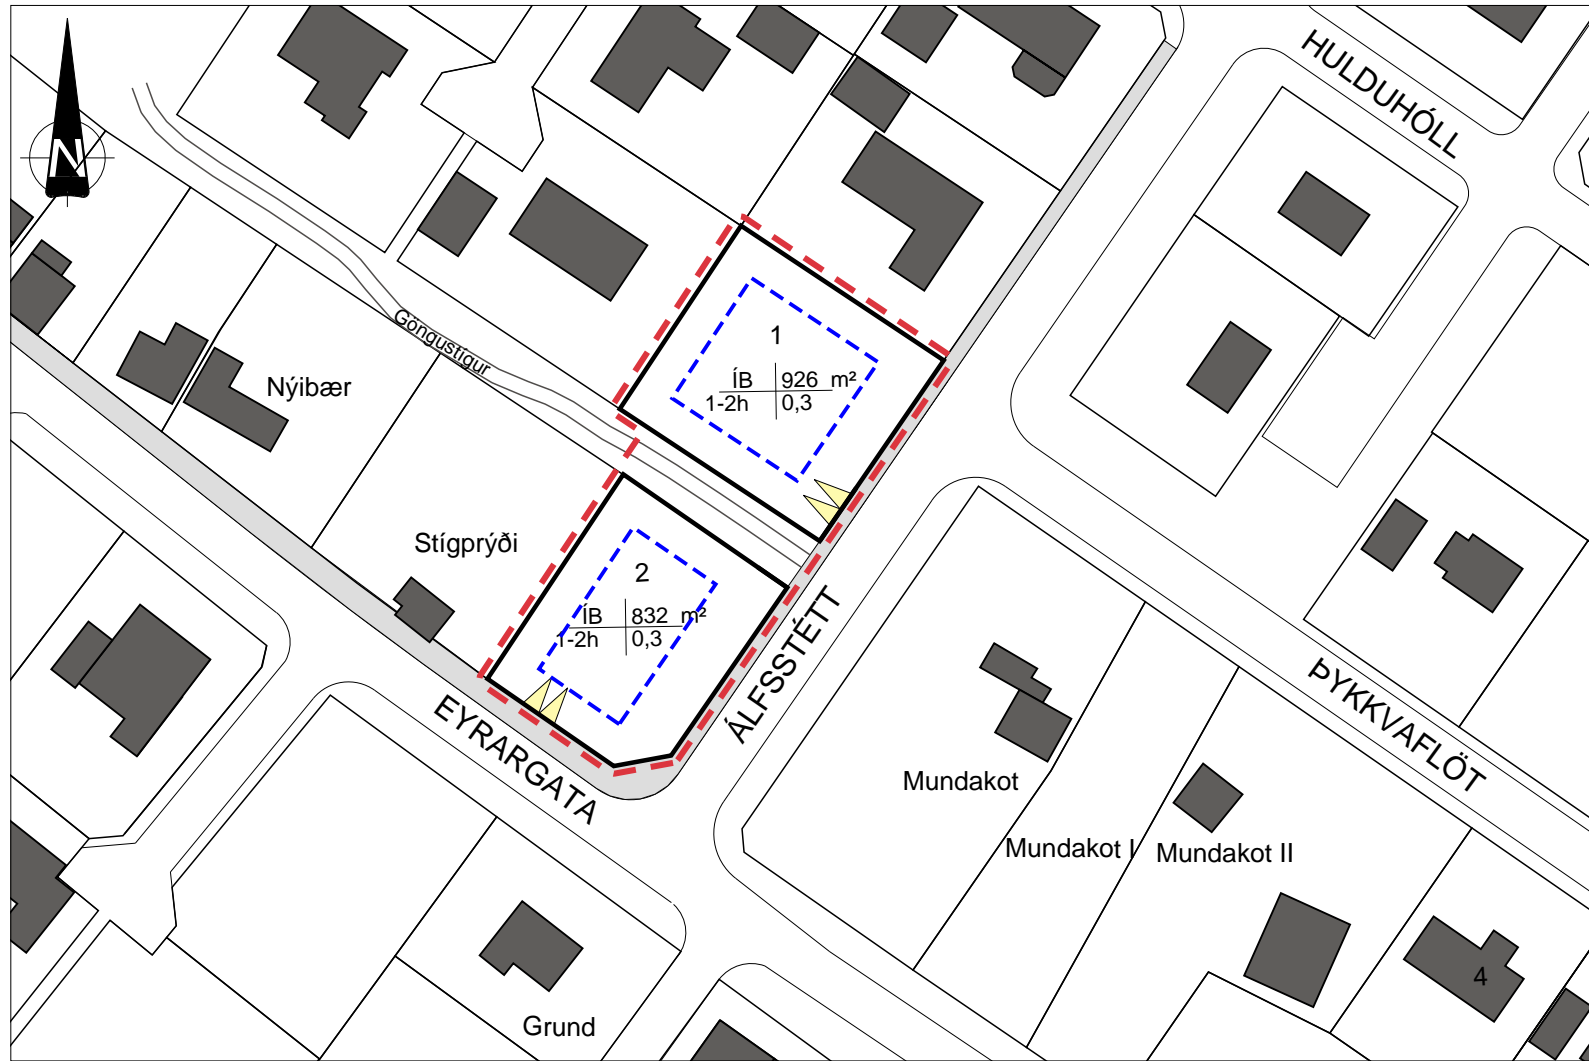 N
HULDUHÓLL
Göngustígur
Nýibær
1
ÍB 926 m²
1-2h 0,3
Stígprýði
2
ÍB 832 m²
1-2h 0,3
ÁLFSSTÉTT
EYRARGATA
ÞYKKVAFLÖT
Mundakot
Mundakot I
Mundakot II
4
Grund